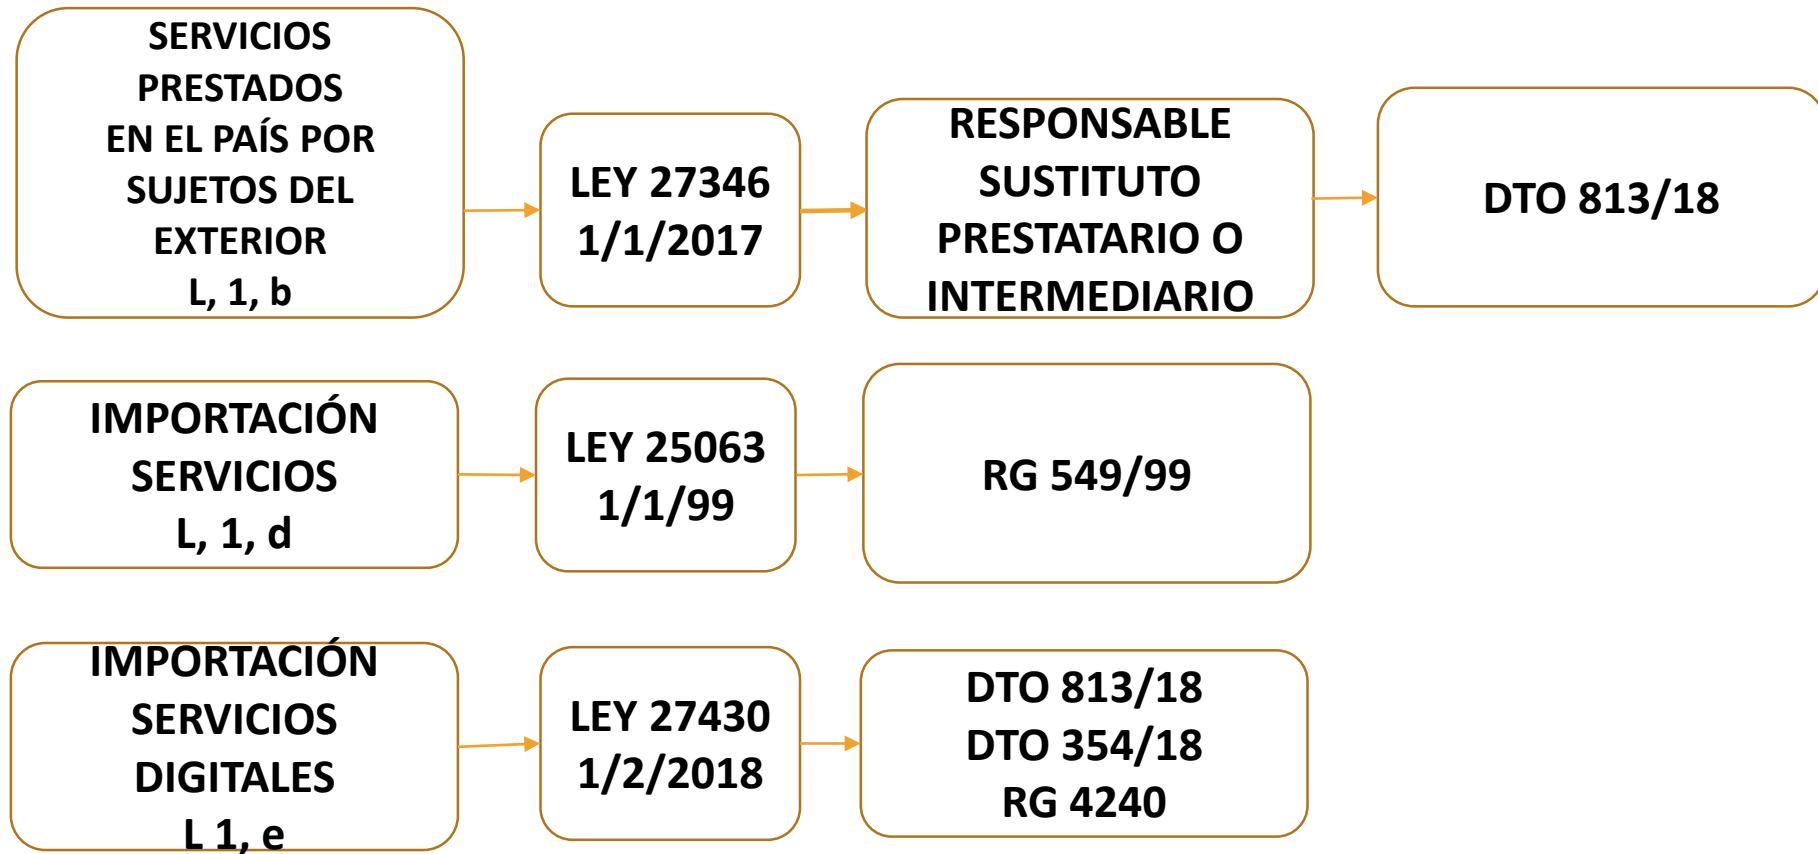 SERVICIOS
PRESTADOS
EN EL PAÍS POR
SUJETOS DEL
EXTERIOR
L, 1, b
LEY 27346
1/1/2017
RESPONSABLE
SUSTITUTO
PRESTATARIO O
INTERMEDIARIO
DTO 813/18
IMPORTACIÓN
SERVICIOS
L, 1, d
LEY 25063
1/1/99
RG 549/99
IMPORTACIÓN
SERVICIOS
DIGITALES
L 1, e
LEY 27430
1/2/2018
DTO 813/18
DTO 354/18
RG 4240